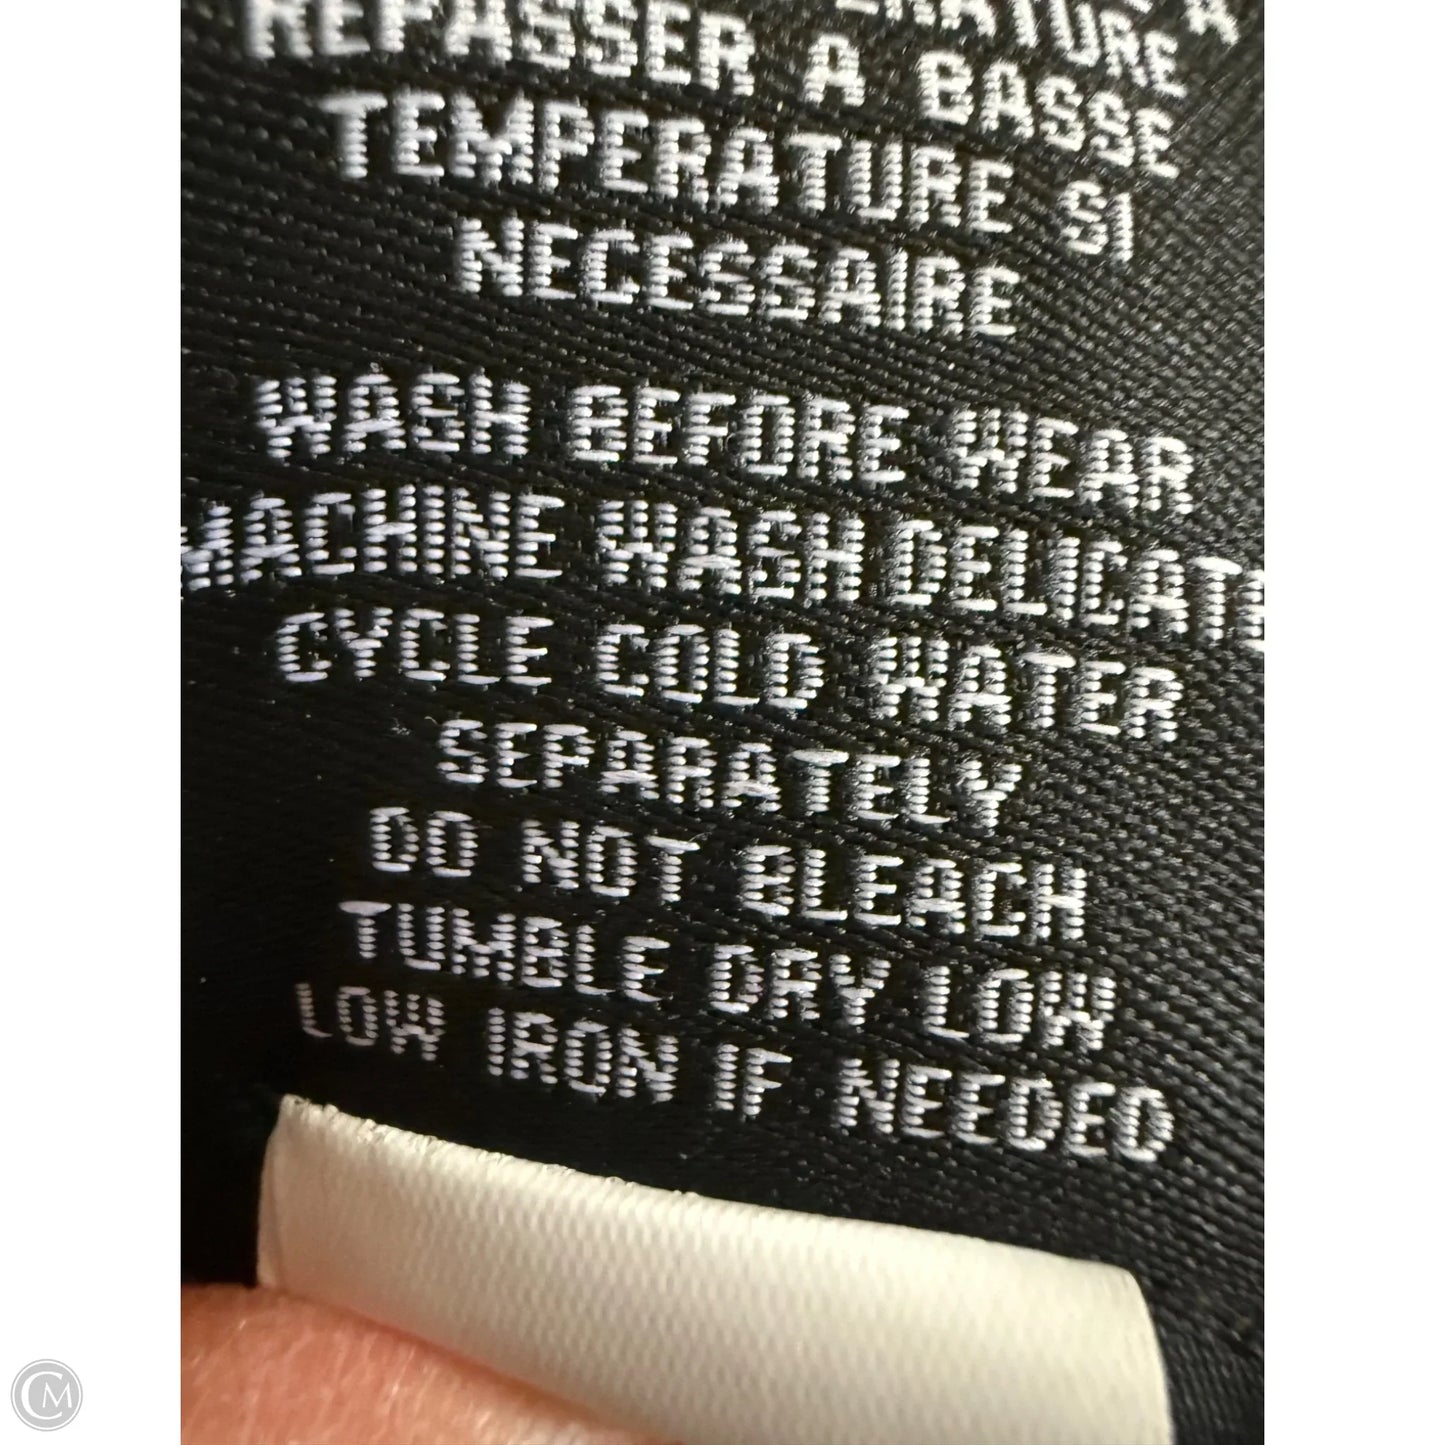 REPASSER A BASSE
TEMPERATURE SI
NECESSAIRE
WASH BEFORE WEAR
MACHINE WASH DELICATE
CYCLE COLD WATER
SEPARATELY
DO NOT BLEACH
TUMBLE DRY LOW
LOW IRON IF NEEDED
CM